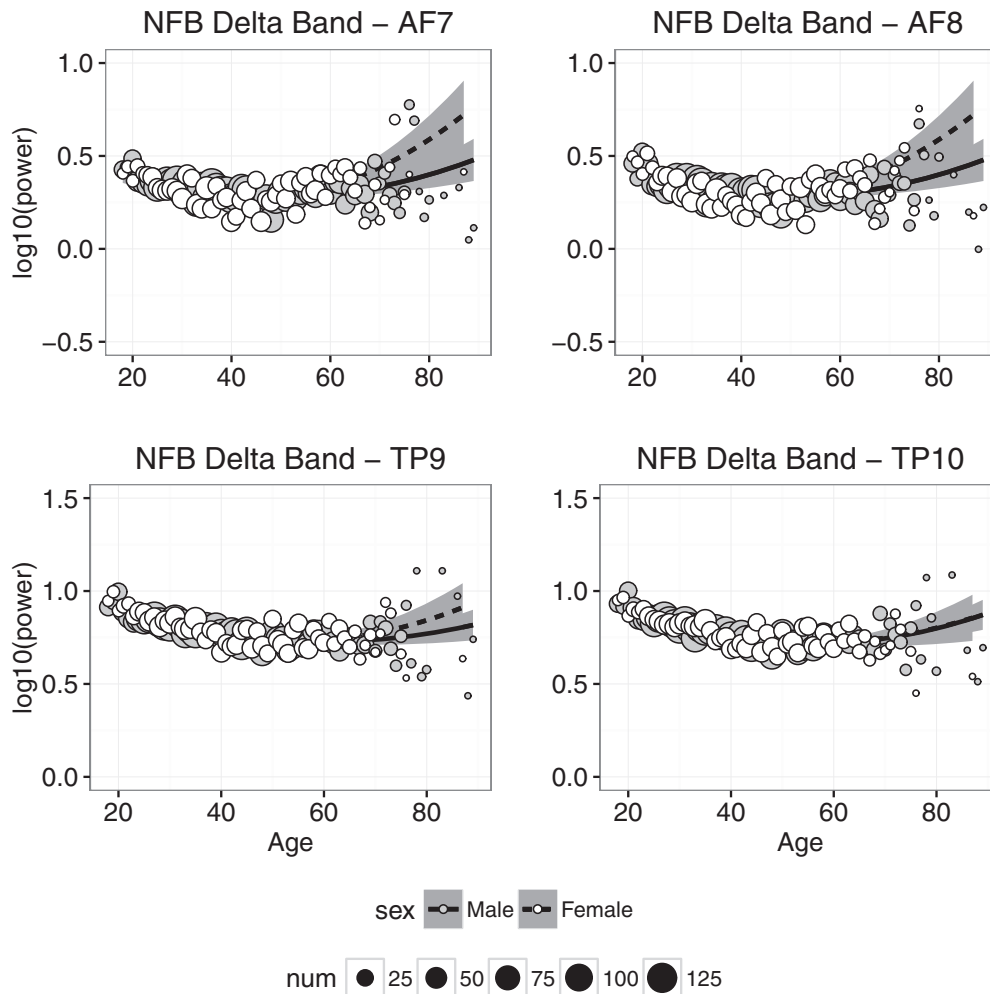 NFB Delta Band – AF7
NFB Delta Band – AF8
log10(power)
1.0
0.5
0.0
−0.5
20 40 60 80
1.0
0.5
0.0
−0.5
20 40 60 80
NFB Delta Band – TP9
NFB Delta Band – TP10
log10(power)
1.5
1.0
0.5
0.0
20 40 60 80
Age
1.5
1.0
0.5
0.0
20 40 60 80
Age
sex Male Female
num 25 50 75 100 125